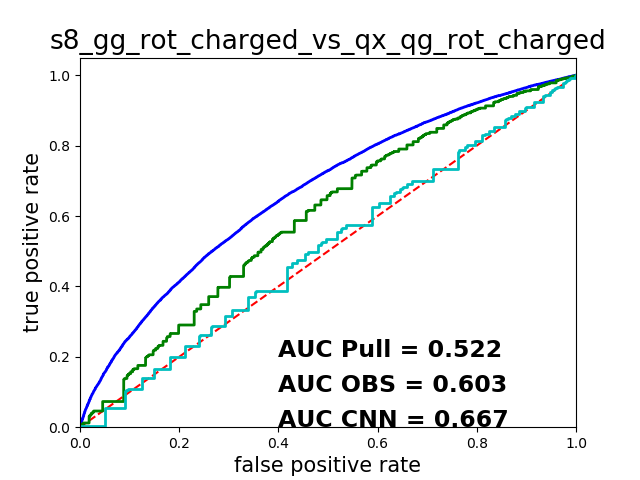 s8_gg_rot_charged_vs_qx_qg_rot_charged
1.0
0.8
0.6
0.4
0.2
0.0
true positive rate
AUC Pull = 0.522
AUC OBS = 0.603
AUC CNN = 0.667
0.0 0.2 0.4 0.6 0.8 1.0
false positive rate